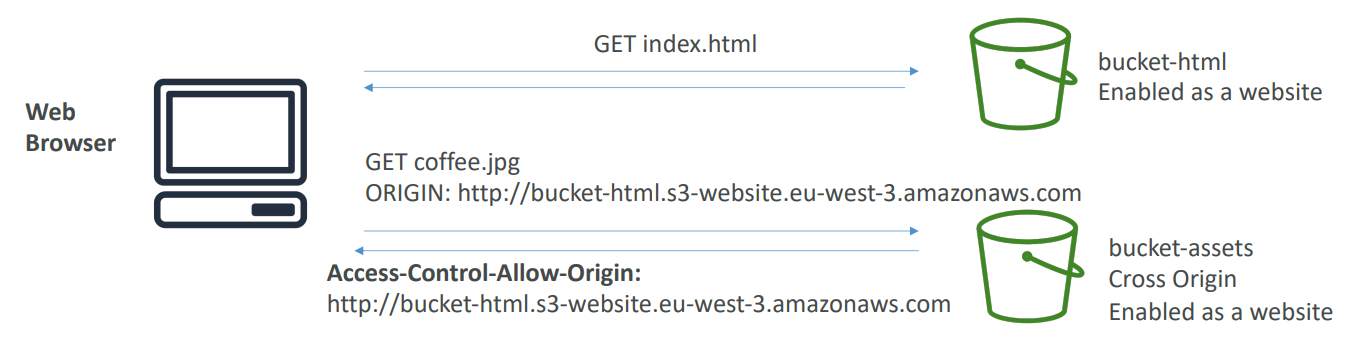 GET index.html
bucket-html
Enabled as a website
Web
Browser
GET coffee.jpg
ORIGIN: http://bucket-html.s3-website.eu-west-3.amazonaws.com
bucket-assets
Cross Origin
Enabled as a website
Access-Control-Allow-Origin:
http://bucket-html.s3-website.eu-west-3.amazonaws.com